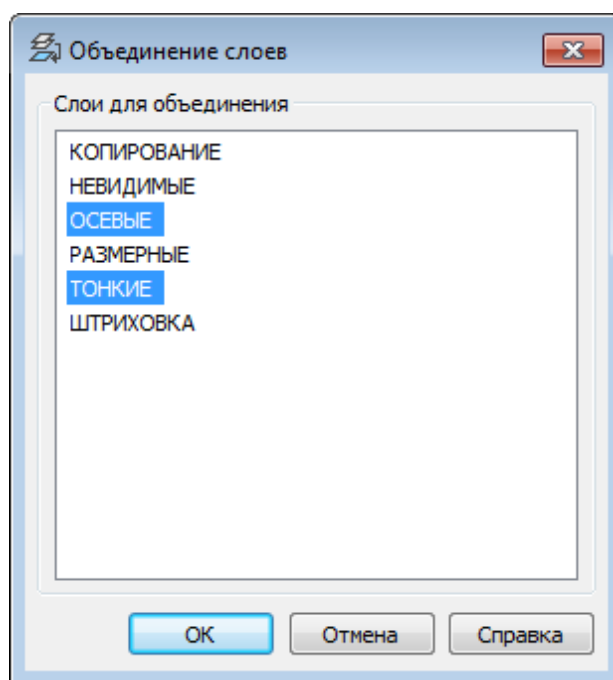 Объединение слоев
Слои для объединения
КОПИРОВАНИЕ
НЕВИДИМЫЕ
ОСЕВЫЕ
РАЗМЕРНЫЕ
ТОНКИЕ
ШТРИХОВКА
ОК Отмена Справка